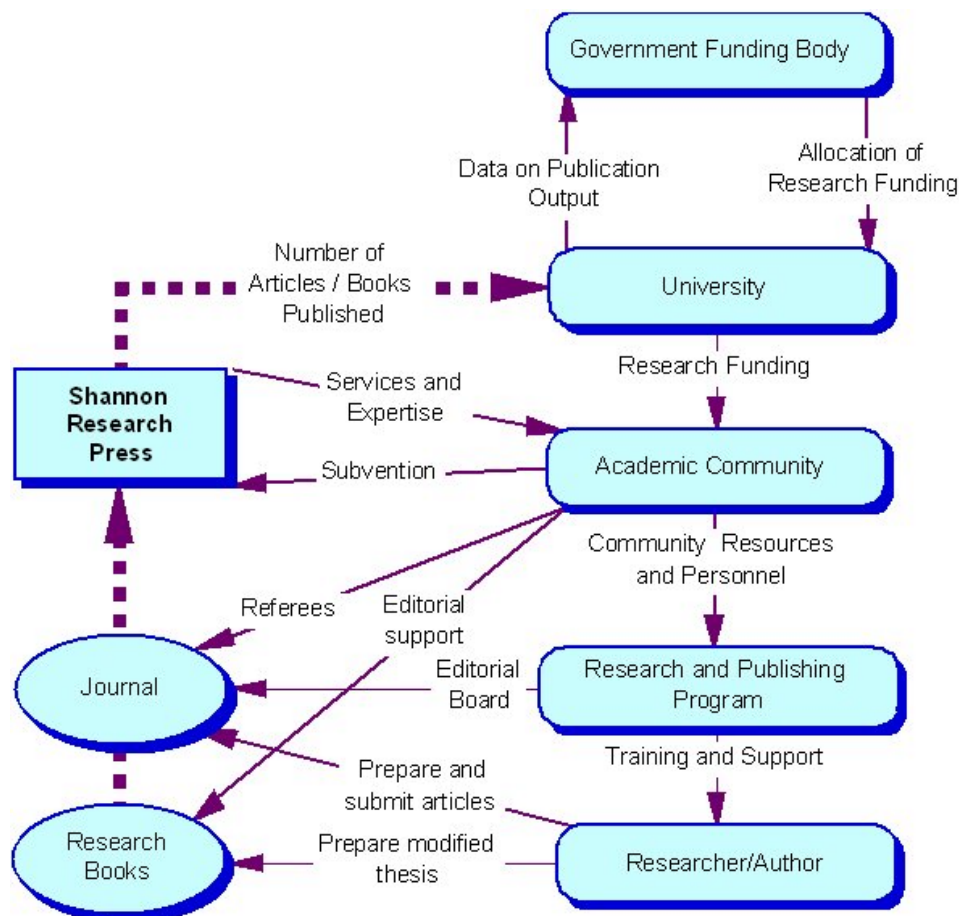 Government Funding Body
Data on Publication
Output
Allocation of
Research Funding
Number of
Articles / Books
Published
University
Research Funding
Shannon
Research
Press
Services and
Expertise
Subvention
Academic Community
Community Resources
and Personnel
Referees
Editorial
support
Journal
Editorial
Board
Research and Publishing
Program
Training and Support
Prepare and
submit articles
Research
Books
Prepare modified
thesis
Researcher/Author